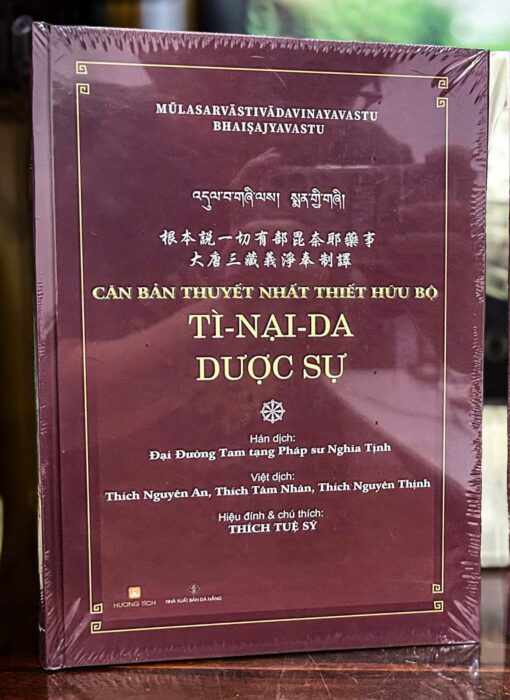 MŪLASARVĀSTIVĀDAVINAYAVASTU
BHAIṢAJYAVASTU
འདུལ་བ་གཞི་ལས། སྨན་གྱི་གཞི།
根本說一切有部毘奈耶藥事
大唐三藏義淨奉制譯
CĂN BẢN THUYẾT NHẤT THIẾT HỮU BỘ
TÌ-NẠI-DA
DƯỢC SỰ
Hán dịch:
Đại Đường Tam tạng Pháp sư Nghĩa Tịnh
Việt dịch:
Thích Nguyên An, Thích Tâm Nhãn, Thích Nguyên Thịnh
Hiệu đính & chú thích:
THÍCH TUỆ SỸ
HƯƠNG TÍCH
NHÀ XUẤT BẢN ĐÀ NẴNG